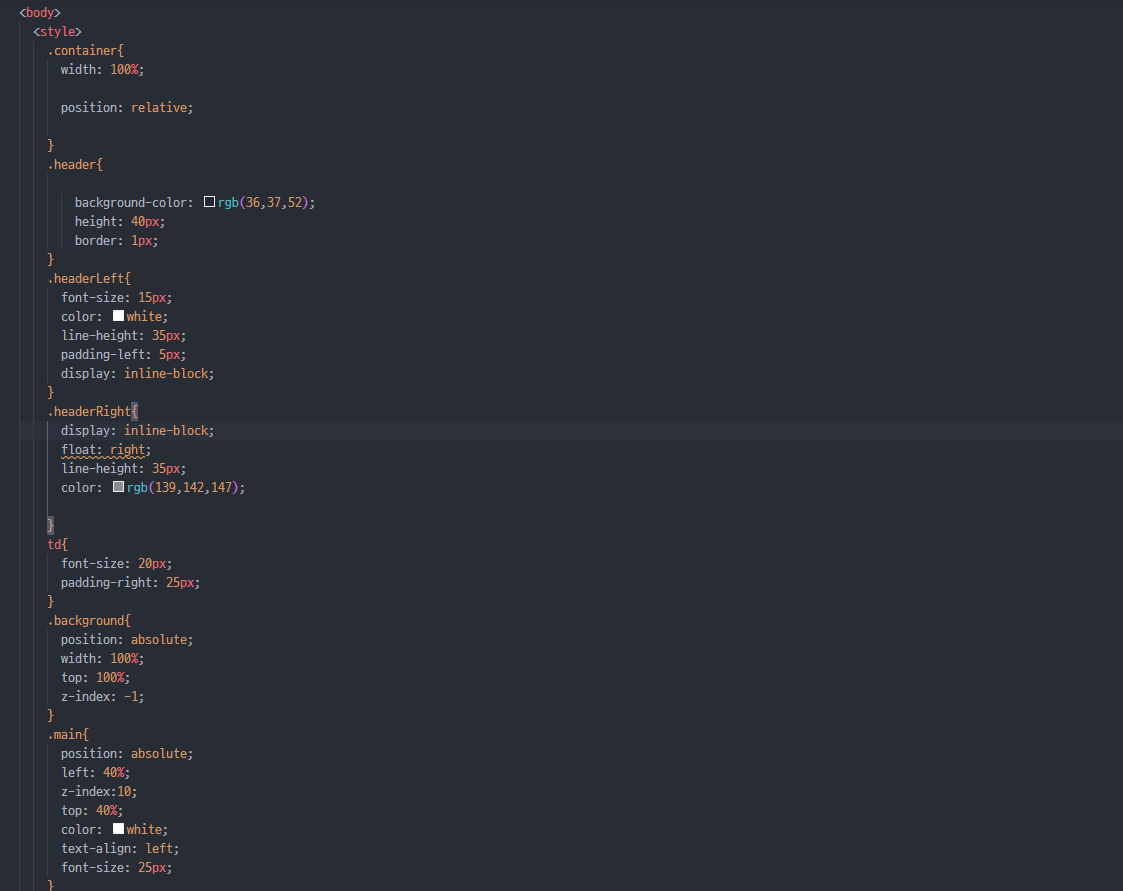 <body>
<style>
.container{
width: 100%;
position: relative;
}
.header{
background-color: rgb(36,37,52);
height: 40px;
border: 1px;
}
.headerLeft{
font-size: 15px;
color: white;
line-height: 35px;
padding-left: 5px;
display: inline-block;
}
.headerRight{
display: inline-block;
float: right;
line-height: 35px;
color: rgb(139,142,147);
}
td{
font-size: 20px;
padding-right: 25px;
}
.background{
position: absolute;
width: 100%;
top: 100%;
z-index: -1;
}
.main{
position: absolute;
left: 40%;
z-index:10;
top: 40%;
color: white;
text-align: left;
font-size: 25px;
}